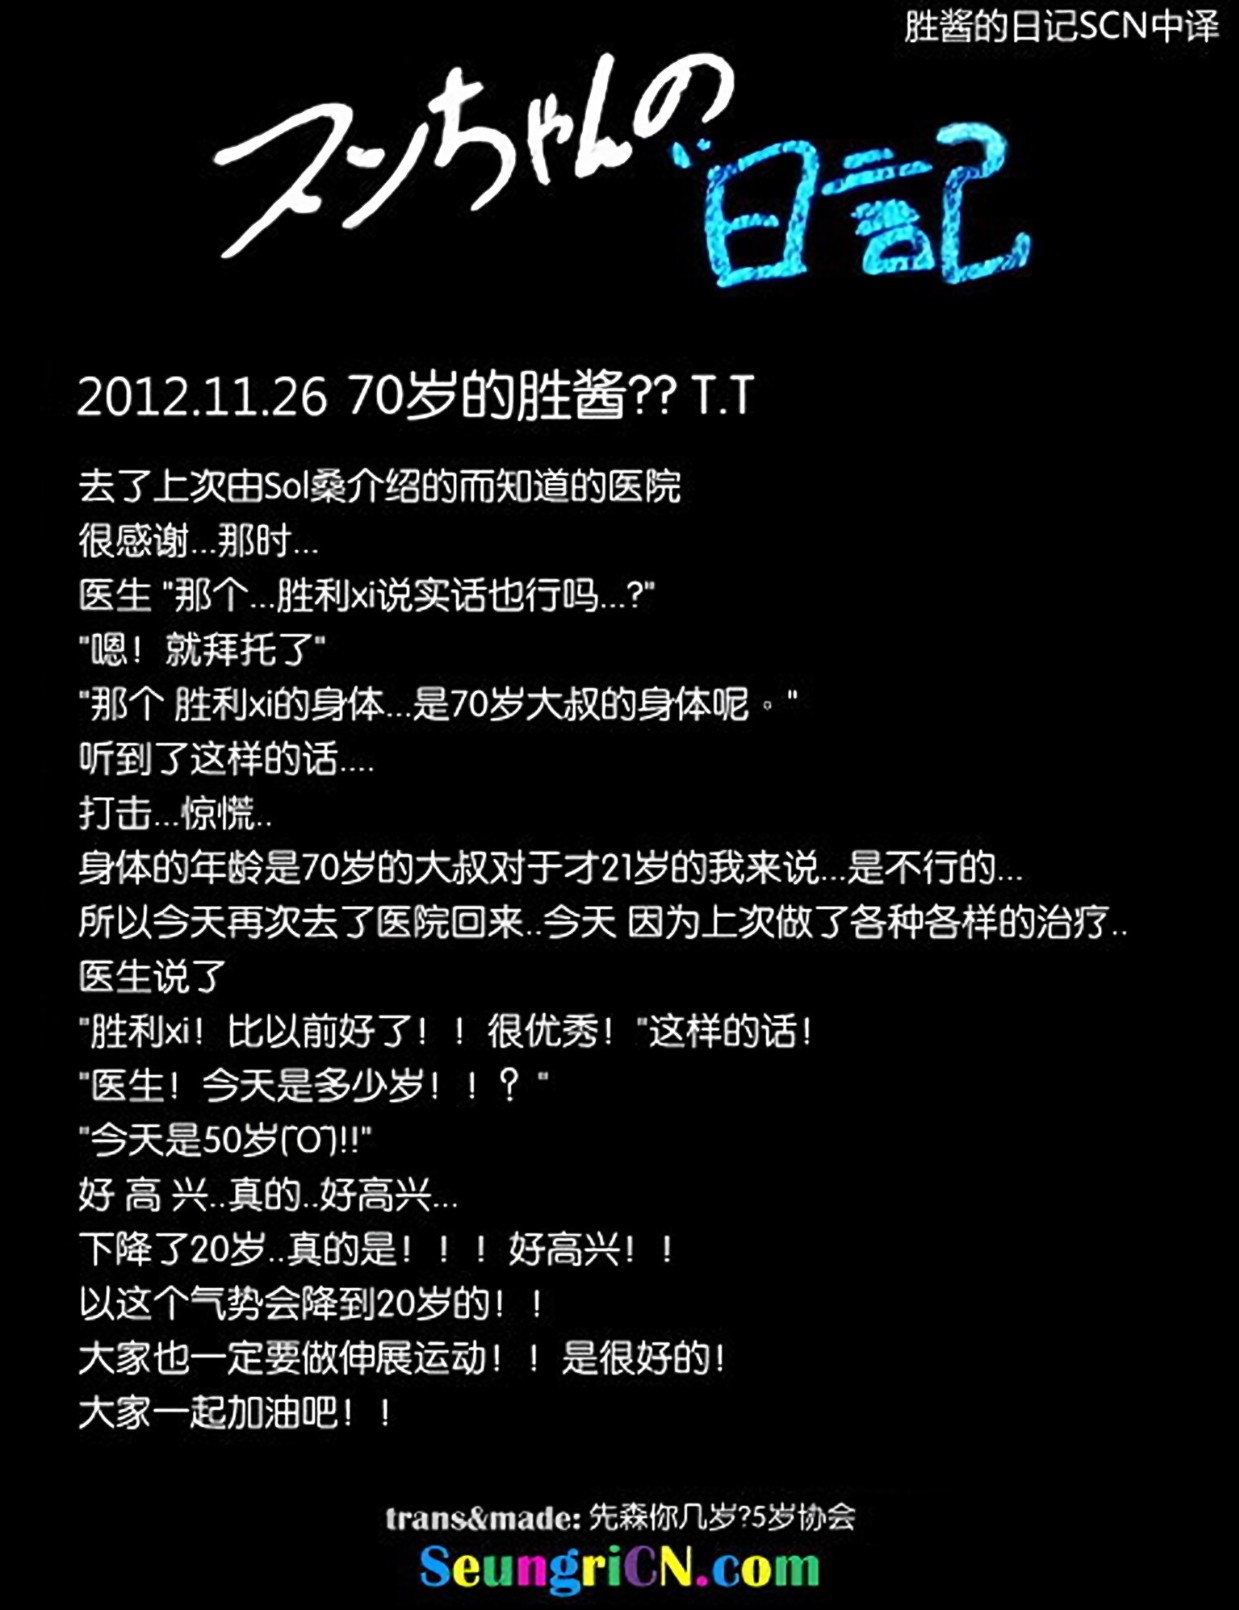 胜酱的日记SCN中译
スンちゃんの
日記
2012.11.26 70岁的胜酱?? T.T
去了上次由Sol桑介绍的而知道的医院
很感谢...那时...
医生 "那个...胜利xi说实话也行吗...?"
"嗯！就拜托了"
"那个 胜利xi的身体...是70岁大叔的身体呢。"
听到了这样的话....
打击...惊慌..
身体的年龄是70岁的大叔对于才21岁的我来说...是不行的...
所以今天再次去了医院回来..今天 因为上次做了各种各样的治疗..
医生说了
"胜利xi！比以前好了！！很优秀！"这样的话！
"医生！今天是多少岁！！？"
"今天是50岁(ˊOˋ)!!"
好 高 兴..真的..好高兴...
下降了20岁..真的是！！！好高兴！！
以这个气势会降到20岁的！！
大家也一定要做伸展运动！！是很好的！
大家一起加油吧！！
trans&made: 先森你几岁?5岁协会
SeungriCN.com